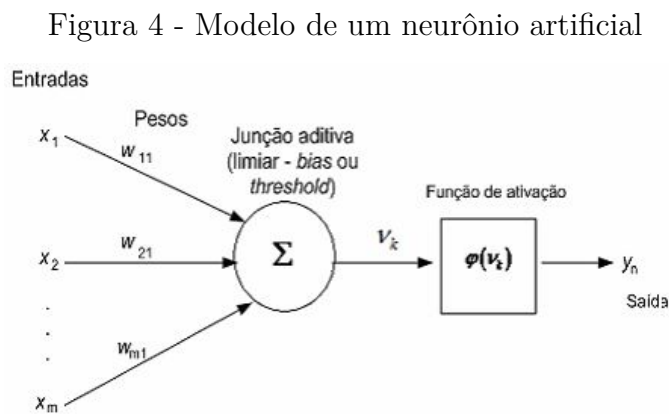 Figura 4 - Modelo de um neurônio artificial
Entradas
Pesos
Junção aditiva
(limiar - bias ou
threshold)
Função de ativação
x1
w11
x2
w21
.
.
.
wm1
xm
Σ
νk
φ(νk)
yn
Saída